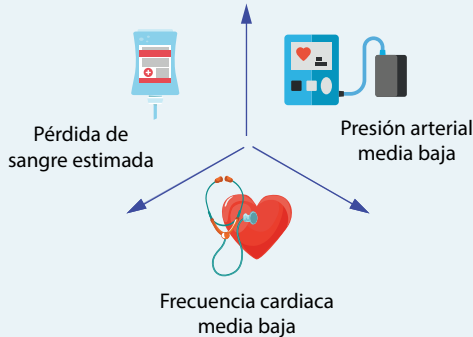 Pérdida de
sangre estimada
Presión arterial
media baja
Frecuencia cardiaca
media baja